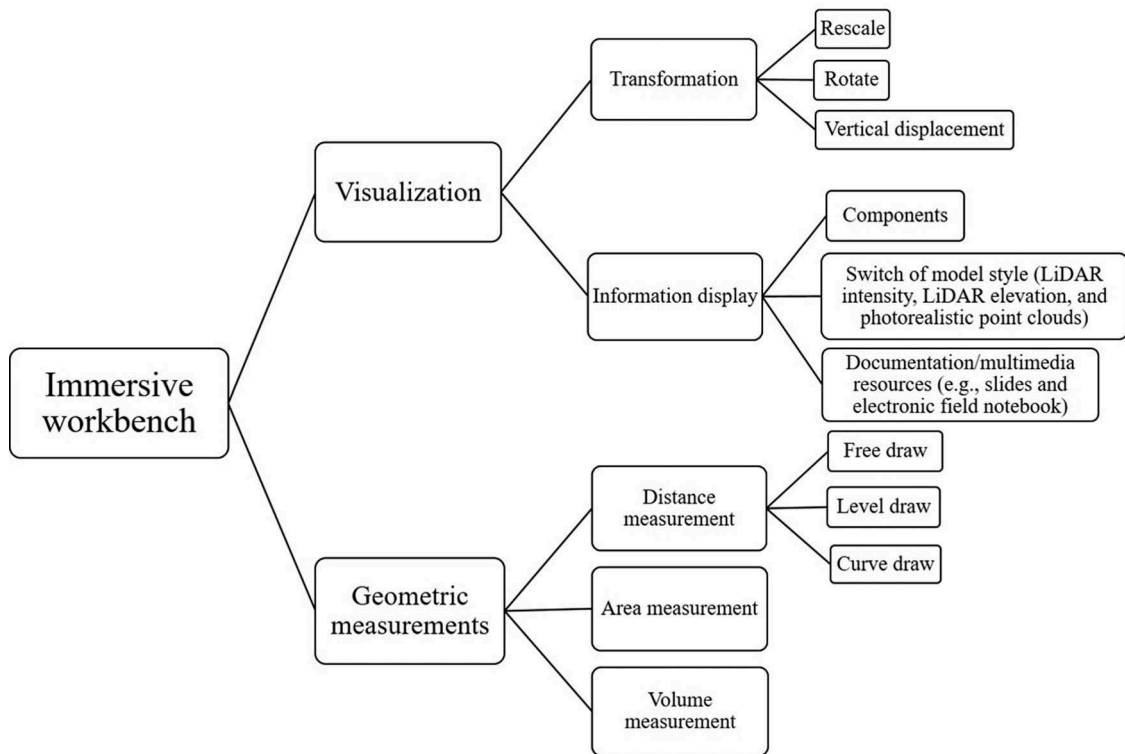 Immersive
workbench
Visualization
Transformation
Rescale
Rotate
Vertical displacement
Information display
Components
Switch of model style (LiDAR
intensity, LiDAR elevation, and
photorealistic point clouds)
Documentation/multimedia
resources (e.g., slides and
electronic field notebook)
Geometric
measurements
Distance
measurement
Free draw
Level draw
Curve draw
Area measurement
Volume
measurement